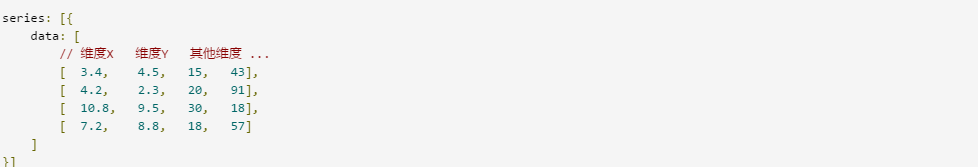 series: [{
    data: [
        // 维度X   维度Y   其他维度 ...
        [  3.4,    4.5,   15,   43],
        [  4.2,    2.3,   20,   91],
        [  10.8,   9.5,   30,   18],
        [  7.2,    8.8,   18,   57]
    ]
}]